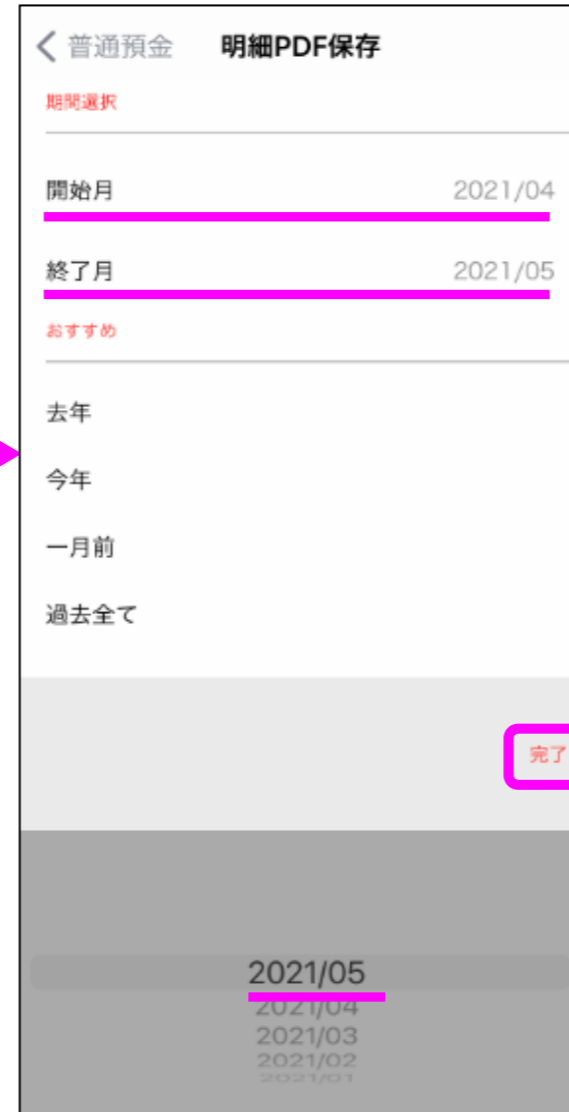 普通預金 明細PDF保存
期間選択
開始月 2021/04
終了月 2021/05
おすすめ
去年
今年
一月前
過去全て
完了
2021/05
2021/04
2021/03
2021/02
2021/01